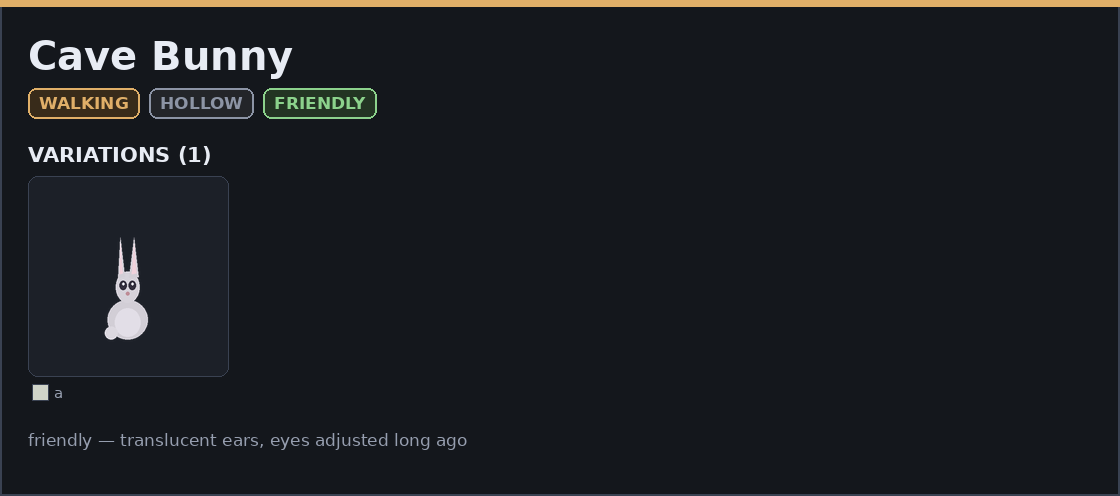 Cave Bunny
WALKING HOLLOW FRIENDLY
VARIATIONS (1)
a
friendly — translucent ears, eyes adjusted long ago